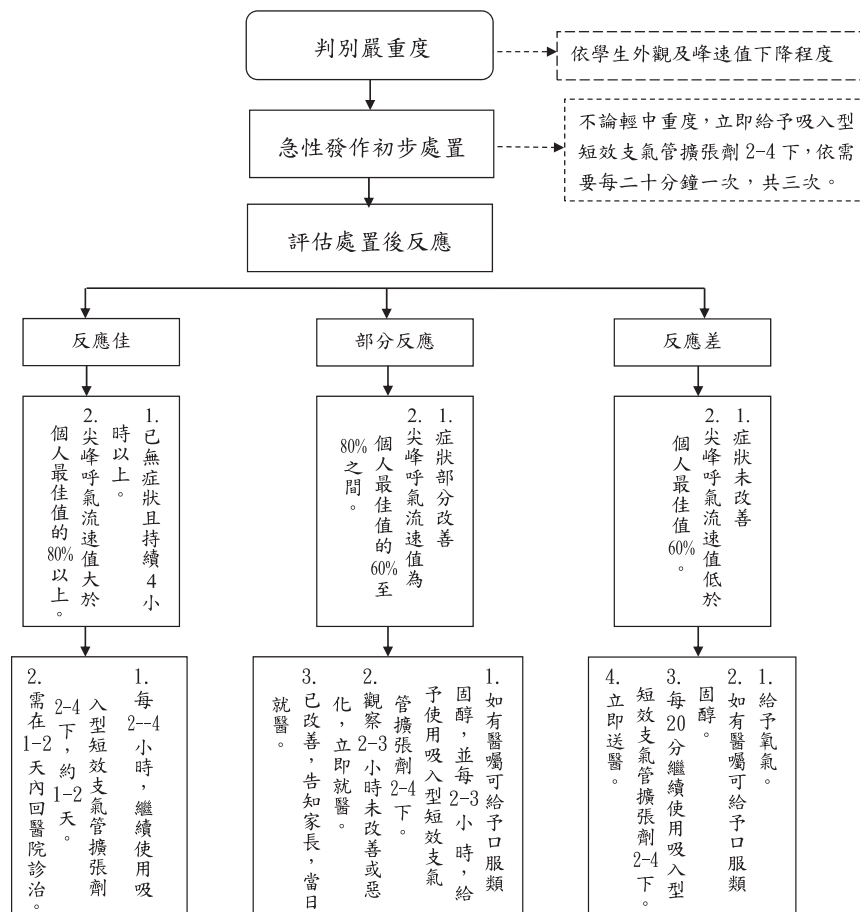 判別嚴重度
依學生外觀及峰速值下降程度
急性發作初步處置
不論輕中重度，立即給予吸入型
短效支氣管擴張劑 2-4 下，依需
要每二十分鐘一次，共三次。
評估處置後反應
反應佳
部分反應
反應差
1.已無症狀且持續 4 小
時以上。
2.尖峰呼氣流速值大於
個人最佳值的 80%以上。
1.症狀部分改善
2.尖峰呼氣流速值為
個人最佳值的 60%至
80%之間。
1.症狀未改善
2.尖峰呼氣流速值低於
個人最佳值 60%。
1.每 2--4 小時，繼續使用吸
入型短效支氣管擴張劑
2-4 下，約 1-2 天。
2.需在 1-2 天內回醫院診治。
1.如有醫囑可給予口服類
固醇，並每 2-3 小時，給
予使用吸入型短效支氣
管擴張劑 2-4 下。
2.觀察 2-3 小時未改善或惡
化，立即就醫。
3.已改善，告知家長，當日
就醫。
1.給予氧氣。
2.如有醫囑可給予口服類
固醇。
3.每 20 分繼續使用吸入型
短效支氣管擴張劑 2-4 下。
4.立即送醫。